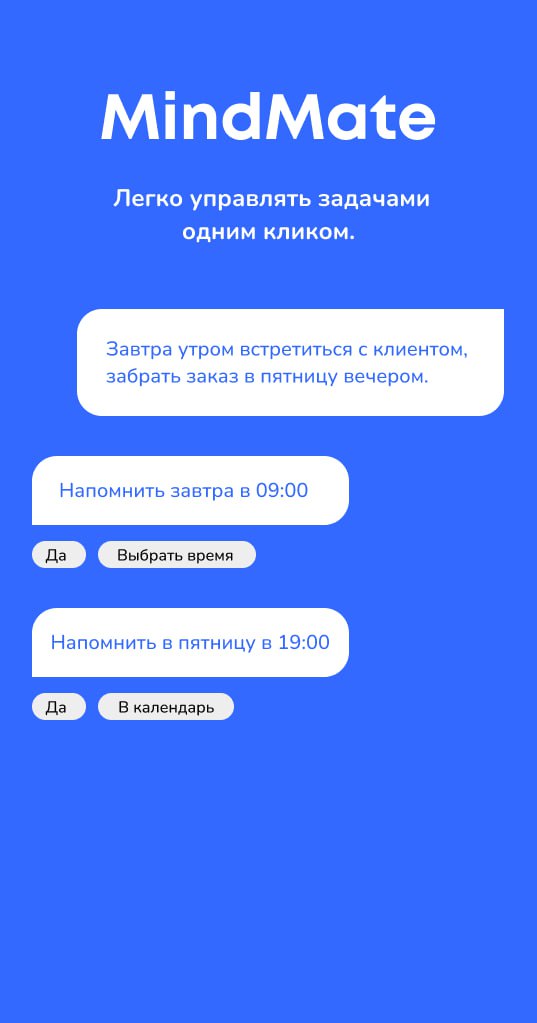 MindMate
Легко управлять задачами
одним кликом.
Завтра утром встретиться с клиентом,
забрать заказ в пятницу вечером.
Напомнить завтра в 09:00
Да
Выбрать время
Напомнить в пятницу в 19:00
Да
В календарь